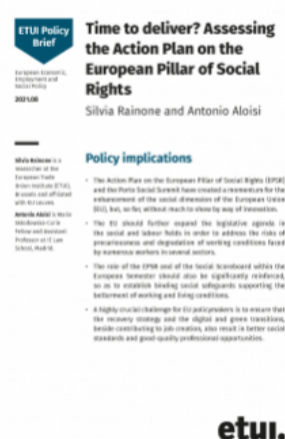 ETUI Policy
Brief
European Economic,
Employment and
Social Policy
2021.08
Time to deliver? Assessing
the Action Plan on the
European Pillar of Social
Rights
Silvia Rainone and Antonio Aloisi
Silvia Rainone is a
researcher at the
European Trade
Union Institute (ETUI),
Brussels and affiliated
with KU Leuven.
Antonio Aloisi is Marie
Skłodowska-Curie
Fellow and Assistant
Professor at IE Law
School, Madrid.
Policy implications
• The Action Plan on the European Pillar of Social Rights (EPSR)
and the Porto Social Summit have created a momentum for the
enhancement of the social dimension of the European Union
(EU), but, so far, without much to show by way of innovation.
• The EU should further expand the legislative agenda in
the social and labour fields in order to address the risks of
precariousness and degradation of working conditions faced
by numerous workers in several sectors.
• The role of the EPSR and of the Social Scoreboard within the
European Semester should also be significantly reinforced,
so as to establish binding social safeguards supporting the
betterment of working and living conditions.
• A highly crucial challenge for EU policymakers is to ensure that
the recovery strategy and the digital and green transitions,
beside contributing to job creation, also result in better social
standards and good-quality professional opportunities.
etui.